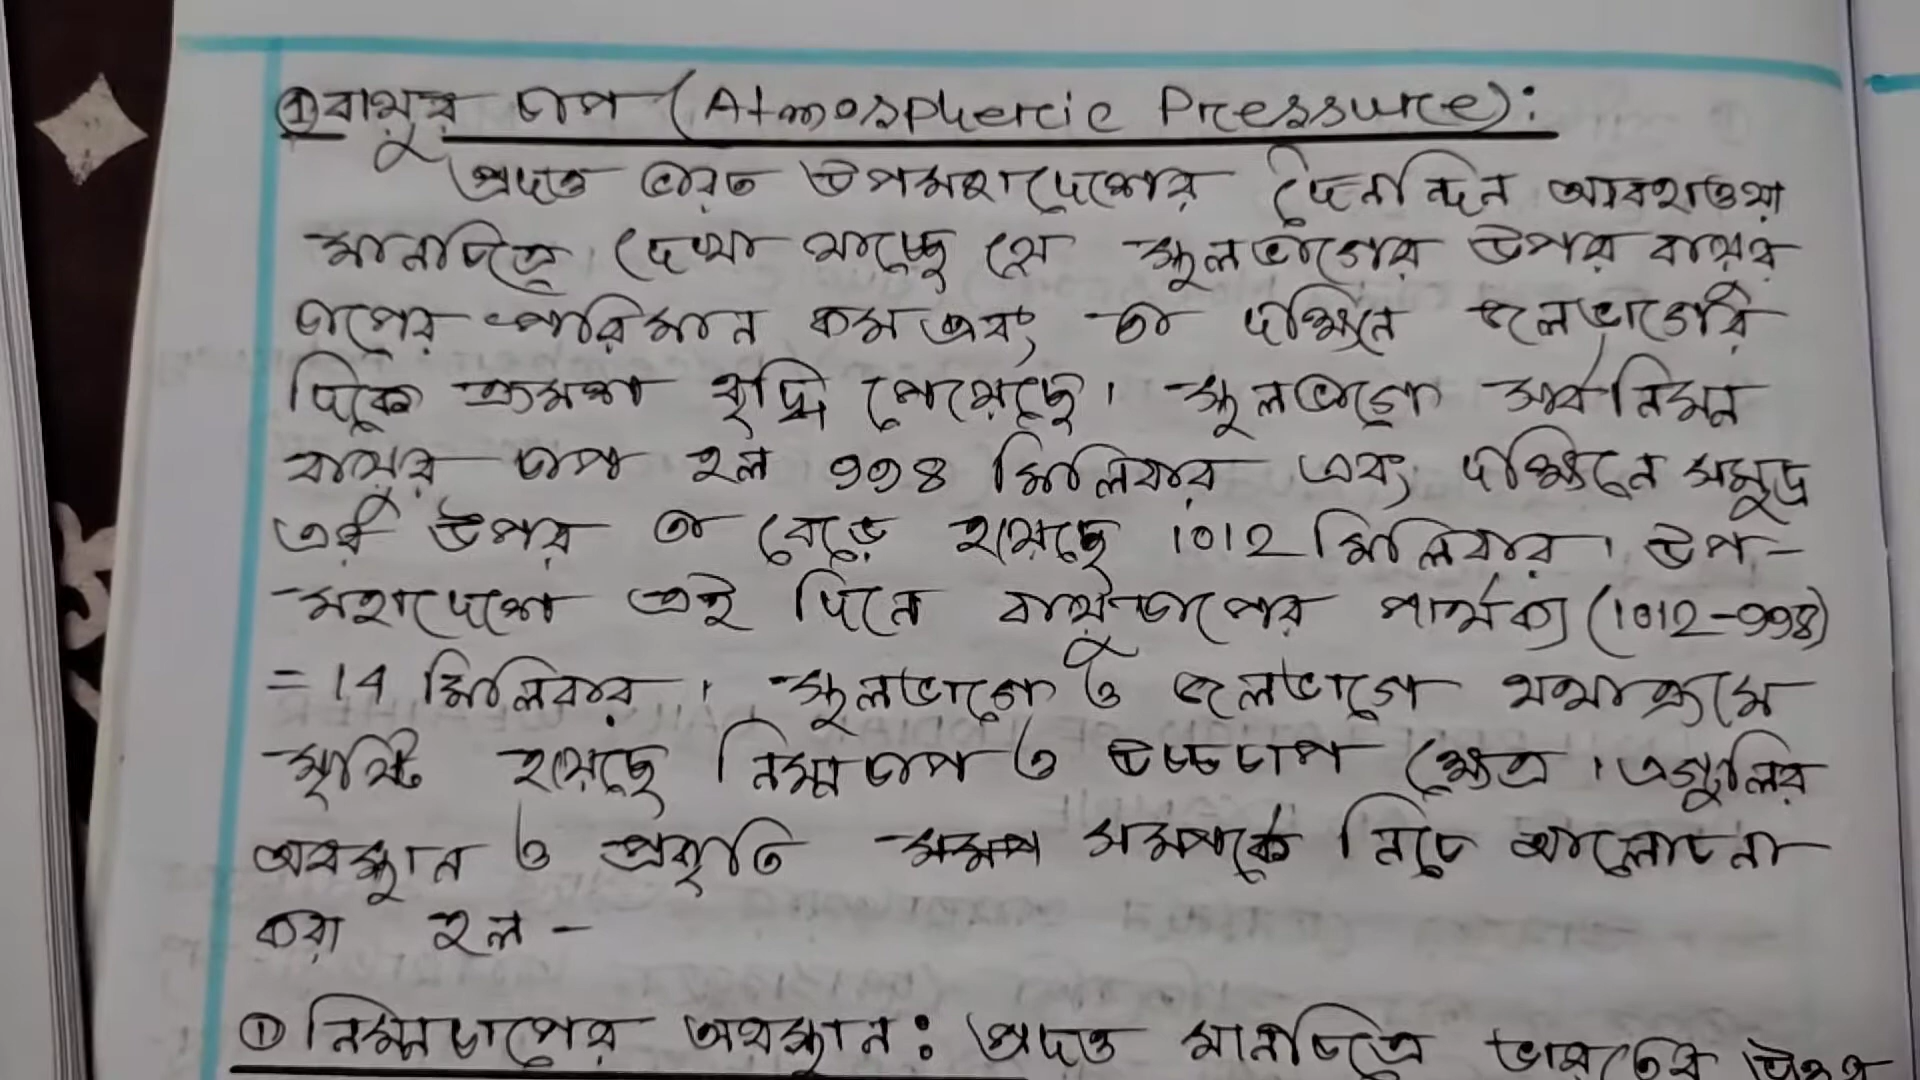 ① বায়ুর চাপ (Atmospheric Pressure):
প্রদত্ত ভারত উপমহাদেশের দৈনন্দিন আবহাওয়া
মানচিত্রে দেখা যাচ্ছে যে স্থলভাগের উপর বায়ুর
চাপের পরিমান কম এবং তা দক্ষিনে জলভাগের
দিকে ক্রমশ বৃদ্ধি পেয়েছে। স্থলভাগে সর্বনিম্ন
বায়ুর চাপ হল 998 মিলিবার এবং দক্ষিনে সমুদ্র
এর উপর তা বেড়ে হয়েছে 1012 মিলিবার। উপ-
মহাদেশে এই দিনে বায়ুচাপের পার্থক্য (1012-998)
= 14 মিলিবার। স্থলভাগে ও জলভাগে যথাক্রমে
সৃষ্টি হয়েছে নিম্নচাপ ও উচ্চচাপ ক্ষেত্র। এগুলির
অবস্থান ও প্রকৃতি সম্পর্কে নিচে আলোচনা
করা হল -
① নিম্নচাপের অবস্থান: প্রদত্ত মানচিত্রে ভারতের